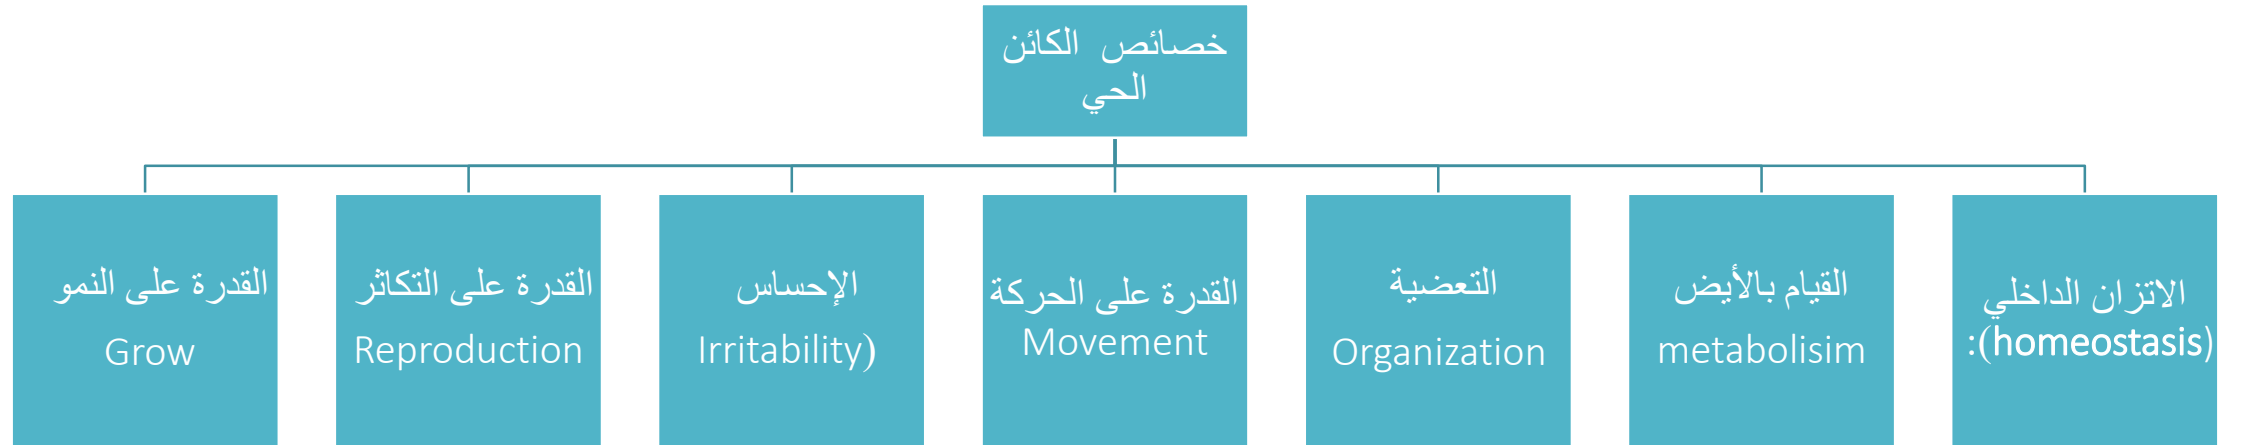 خصائص الكائن
الحي
الاتزان الداخلي
(homeostasis):
القيام بالأيض
metabolisim
التعضية
Organization
القدرة على الحركة
Movement
الإحساس
Irritability)
القدرة على التكاثر
Reproduction
القدرة على النمو
Grow